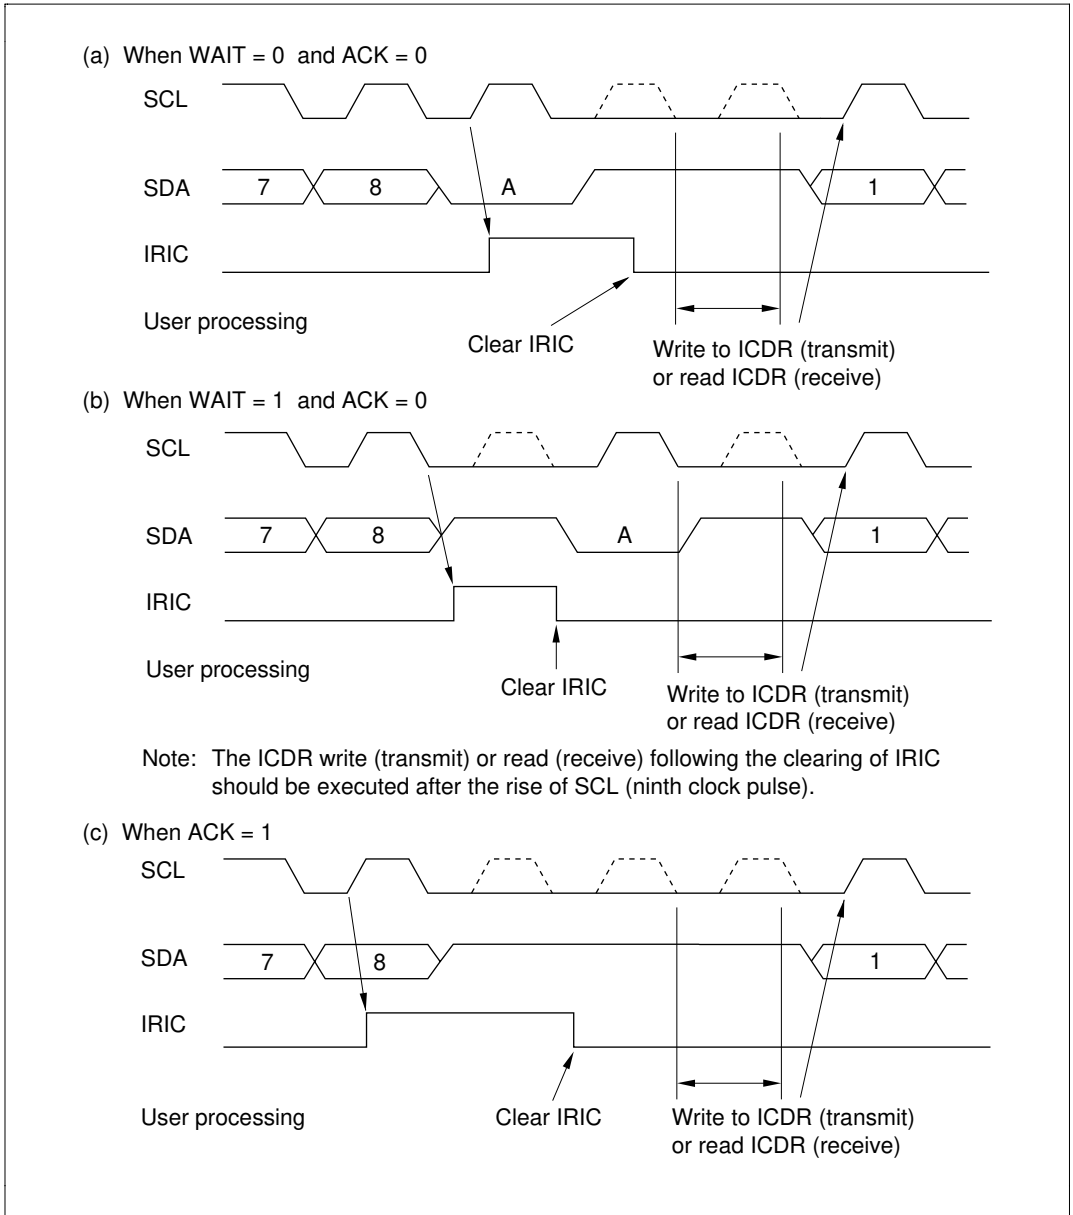 (a) When WAIT = 0 and ACK = 0
SCL
SDA 7 8 A 1
IRIC
User processing
Clear IRIC
Write to ICDR (transmit)
or read ICDR (receive)
(b) When WAIT = 1 and ACK = 0
SCL
SDA 7 8 A 1
IRIC
User processing
Clear IRIC
Write to ICDR (transmit)
or read ICDR (receive)
Note: The ICDR write (transmit) or read (receive) following the clearing of IRIC
should be executed after the rise of SCL (ninth clock pulse).
(c) When ACK = 1
SCL
SDA 7 8 1
IRIC
User processing
Clear IRIC
Write to ICDR (transmit)
or read ICDR (receive)